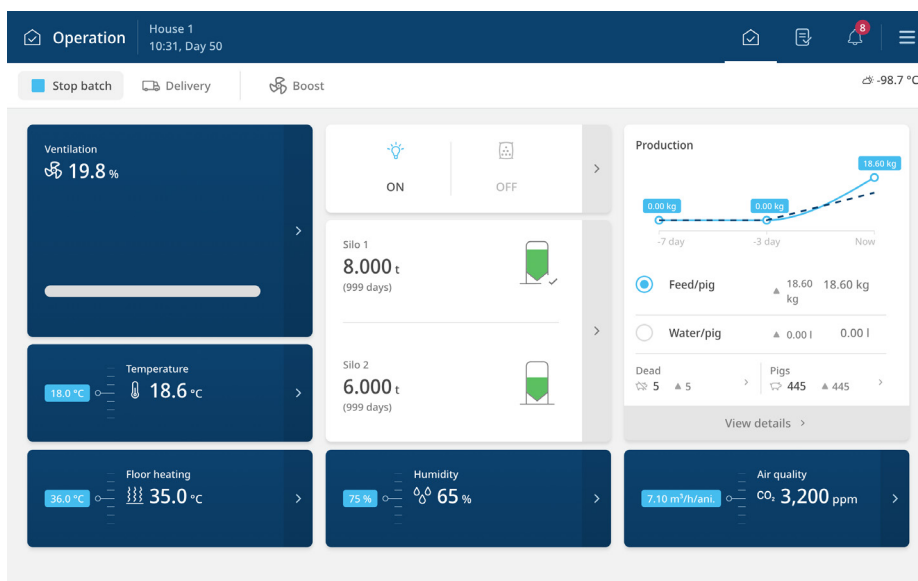 Operation
House 1
10:31, Day 50
8
Stop batch
Delivery
Boost
-98.7 °C
Ventilation
19.8 %
ON
OFF
Silo 1
8.000 t
(999 days)
Silo 2
6.000 t
(999 days)
Production
18.60 kg
0.00 kg
0.00 kg
-7 day
-3 day
Now
Feed/pig
▲ 18.60 kg
18.60 kg
Water/pig
▲ 0.00 l
0.00 l
Dead
5 ▲ 5
Pigs
445 ▲ 445
View details
Temperature
18.0 °C
18.6 °C
Floor heating
36.0 °C
35.0 °C
Humidity
75 %
65 %
Air quality
7.10 m³/h/ani.
CO₂ 3,200 ppm